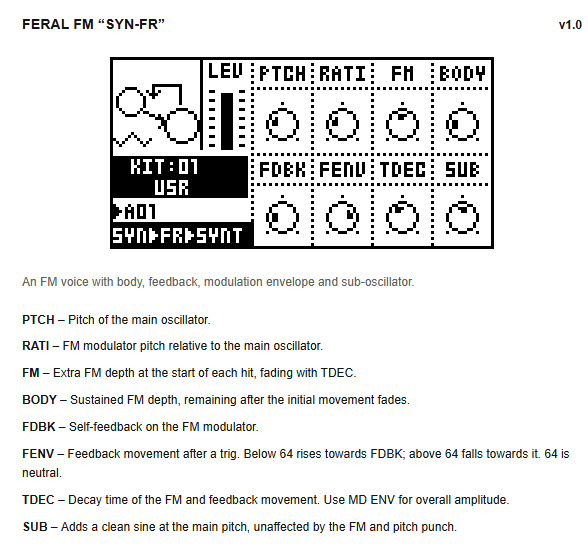 FERAL FM “SYN-FR”
v1.0
LEV PTCH RATI FM BODY
KIT:01
USR
FDBK FENV TDEC SUB
A01
SYN▸FR▸SYNT
An FM voice with body, feedback, modulation envelope and sub-oscillator.
PTCH – Pitch of the main oscillator.
RATI – FM modulator pitch relative to the main oscillator.
FM – Extra FM depth at the start of each hit, fading with TDEC.
BODY – Sustained FM depth, remaining after the initial movement fades.
FDBK – Self-feedback on the FM modulator.
FENV – Feedback movement after a trig. Below 64 rises towards FDBK; above 64 falls towards it. 64 is
neutral.
TDEC – Decay time of the FM and feedback movement. Use MD ENV for overall amplitude.
SUB – Adds a clean sine at the main pitch, unaffected by the FM and pitch punch.